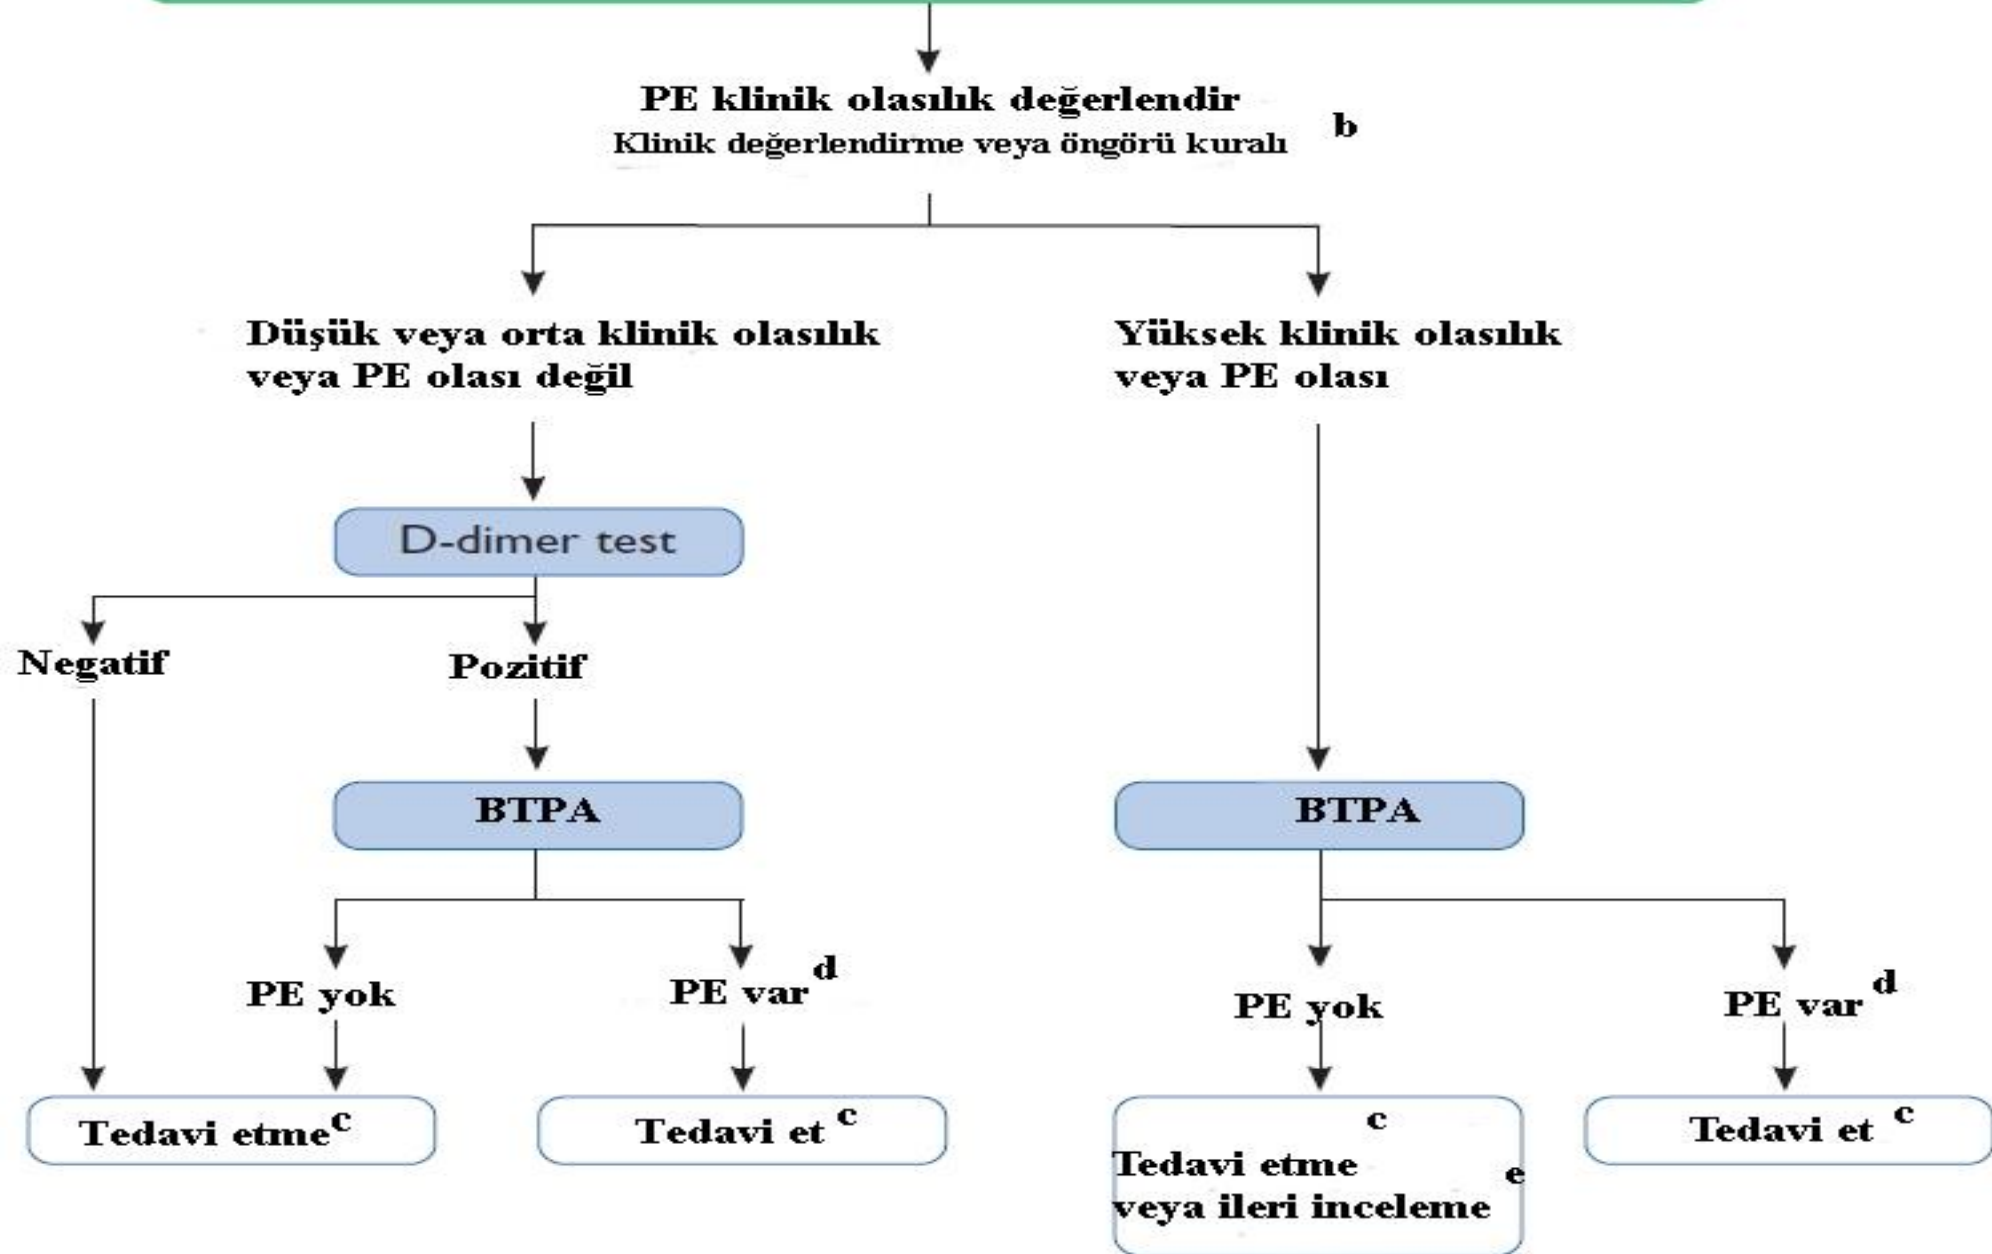 PE klinik olasılık değerlendir
Klinik değerlendirme veya öngörü kuralı b
Düşük veya orta klinik olasılık
veya PE olası değil
Yüksek klinik olasılık
veya PE olası
D-dimer test
Negatif
Pozitif
BTPA
BTPA
PE yok
PE var d
PE yok
PE var d
Tedavi etme c
Tedavi et c
c
Tedavi etme
veya ileri inceleme e
Tedavi et c